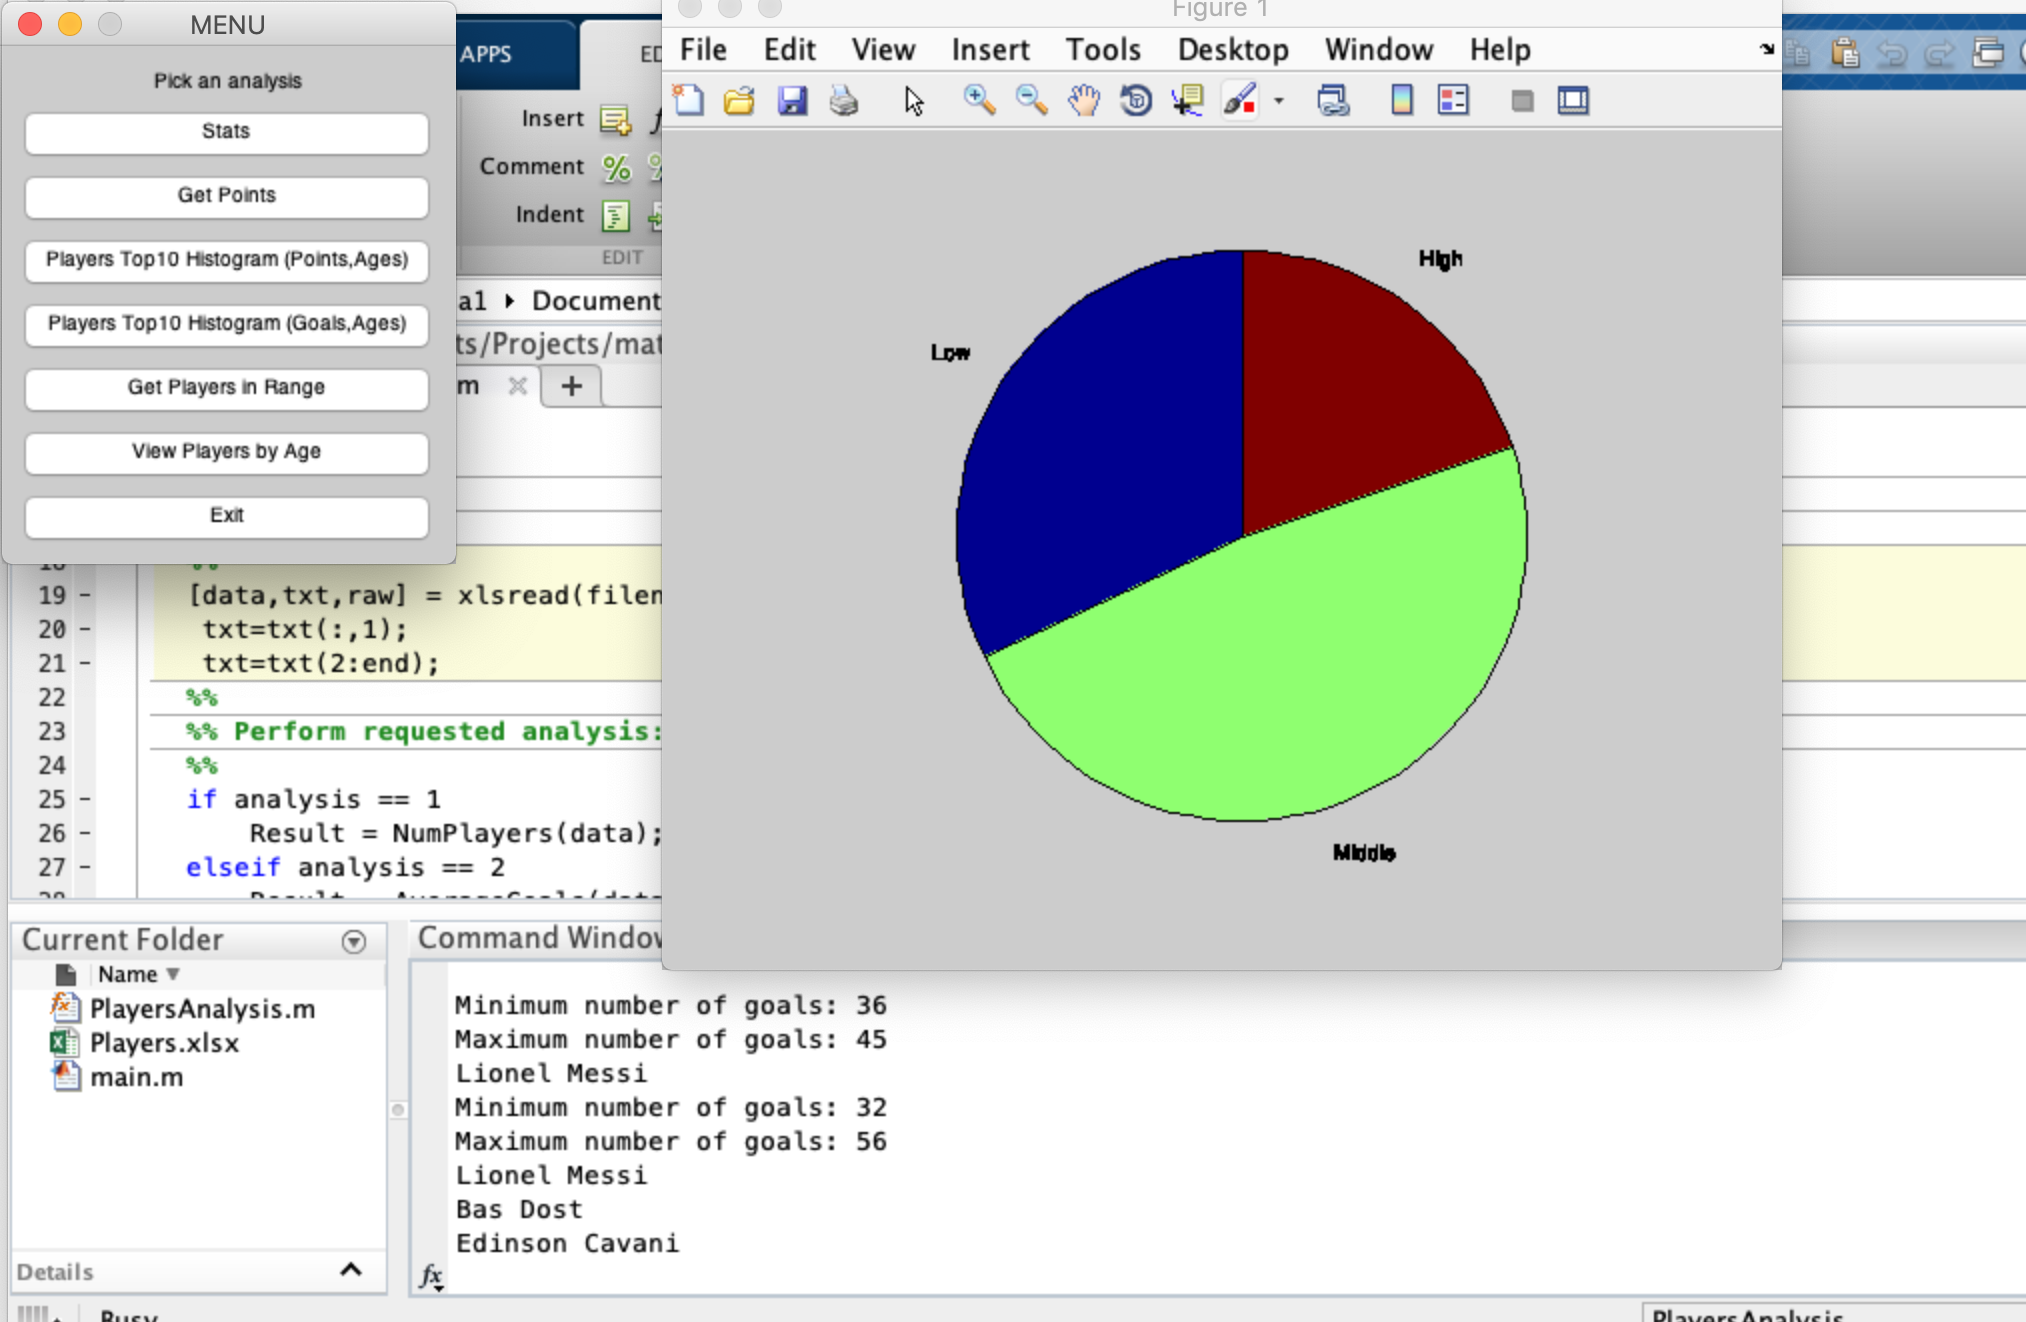 MENU
Pick an analysis
Stats
Get Points
Players Top10 Histogram (Points,Ages)
Players Top10 Histogram (Goals,Ages)
Get Players in Range
View Players by Age
Exit
APPS
Insert
Comment
Indent
EDIT
Figure 1
File Edit View Insert Tools Desktop Window Help
High
Low
Middle
a1 ▸ Document
ts/Projects/mat
m
19 [data,txt,raw] = xlsread(filen
20 txt=txt(:,1);
21 txt=txt(2:end);
22 %%
23 %% Perform requested analysis:
24 %%
25 if analysis == 1
26 Result = NumPlayers(data);
27 elseif analysis == 2
Current Folder
Name
PlayersAnalysis.m
Players.xlsx
main.m
Details
Command Window
Minimum number of goals: 36
Maximum number of goals: 45
Lionel Messi
Minimum number of goals: 32
Maximum number of goals: 56
Lionel Messi
Bas Dost
Edinson Cavani
fx
Busy
PlayersAnalysis